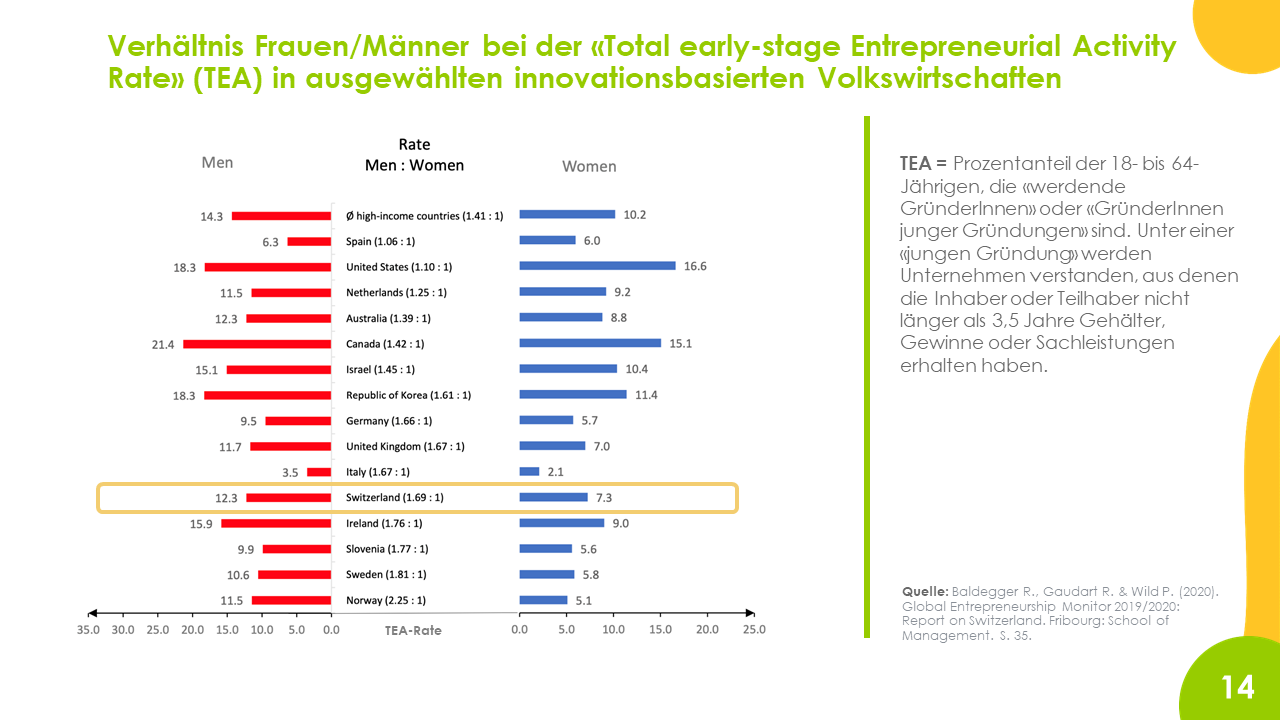 Verhältnis Frauen/Männer bei der «Total early-stage Entrepreneurial Activity
Rate» (TEA) in ausgewählten innovationsbasierten Volkswirtschaften
Men
Rate
Men : Women
Women
14.3 Ø high-income countries (1.41 : 1) 10.2
6.3 Spain (1.06 : 1) 6.0
18.3 United States (1.10 : 1) 16.6
11.5 Netherlands (1.25 : 1) 9.2
12.3 Australia (1.39 : 1) 8.8
21.4 Canada (1.42 : 1) 15.1
15.1 Israel (1.45 : 1) 10.4
18.3 Republic of Korea (1.61 : 1) 11.4
9.5 Germany (1.66 : 1) 5.7
11.7 United Kingdom (1.67 : 1) 7.0
3.5 Italy (1.67 : 1) 2.1
12.3 Switzerland (1.69 : 1) 7.3
15.9 Ireland (1.76 : 1) 9.0
9.9 Slovenia (1.77 : 1) 5.6
10.6 Sweden (1.81 : 1) 5.8
11.5 Norway (2.25 : 1) 5.1
35.0 30.0 25.0 20.0 15.0 10.0 5.0 0.0 TEA-Rate 0.0 5.0 10.0 15.0 20.0 25.0
TEA = Prozentanteil der 18- bis 64-
Jährigen, die «werdende
GründerInnen» oder «GründerInnen
junger Gründungen» sind. Unter einer
«jungen Gründung» werden
Unternehmen verstanden, aus denen
die Inhaber oder Teilhaber nicht
länger als 3,5 Jahre Gehälter,
Gewinne oder Sachleistungen
erhalten haben.
Quelle: Baldegger R., Gaudart R. & Wild P. (2020).
Global Entrepreneurship Monitor 2019/2020:
Report on Switzerland. Fribourg: School of
Management. S. 35.
14